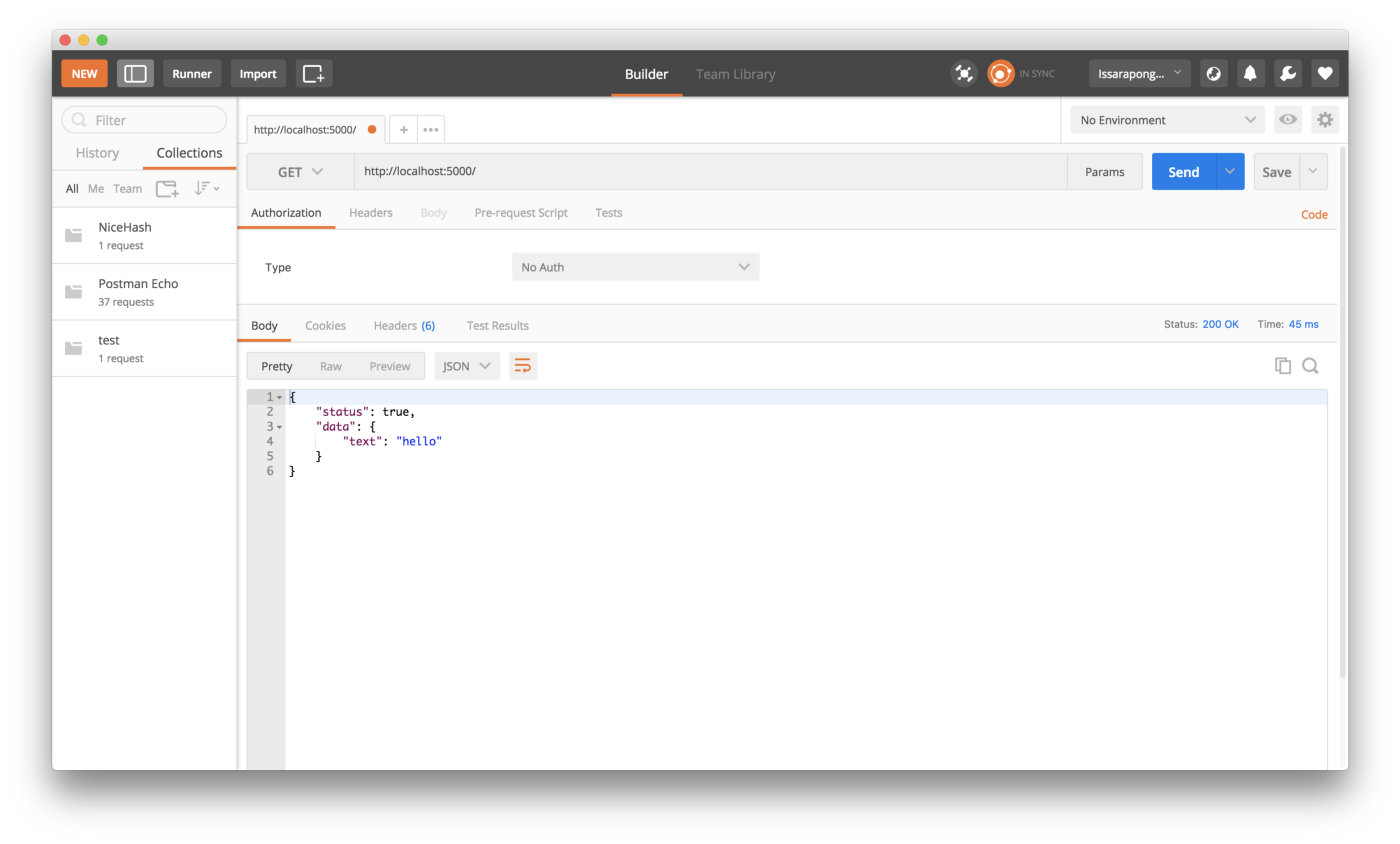 NEW Runner Import Builder Team Library IN SYNC Issarapong...
Filter
History Collections
All Me Team
NiceHash
1 request
Postman Echo
37 requests
test
1 request
http://localhost:5000/ + ••• No Environment
GET http://localhost:5000/ Params Send Save
Authorization Headers Body Pre-request Script Tests Code
Type No Auth
Body Cookies Headers (6) Test Results Status: 200 OK Time: 45 ms
Pretty Raw Preview JSON
1 {
2 "status": true,
3 "data": {
4 "text": "hello"
5 }
6 }